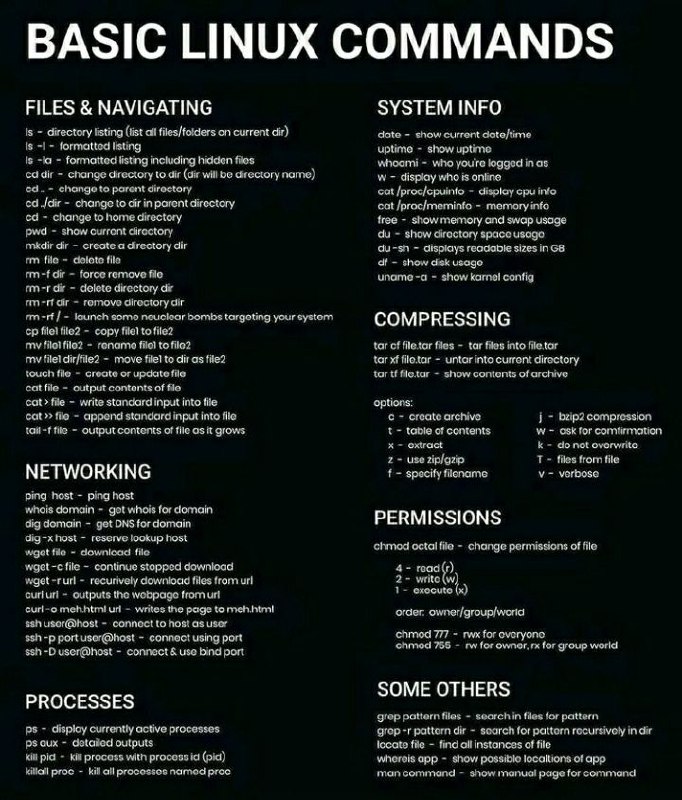 BASIC LINUX COMMANDS
FILES & NAVIGATING
ls - directory listing (list all files/folders on current dir)
ls -l - formatted listing
ls -la - formatted listing including hidden files
cd dir - change directory to dir (dir will be directory name)
cd .. - change to parent directory
cd ../dir - change to dir in parent directory
cd - change to home directory
pwd - show current directory
mkdir dir - create a directory dir
rm file - delete file
rm -f dir - force remove file
rm -r dir - delete directory dir
rm -rf dir - remove directory dir
rm -rf / - launch some neuclear bombs targeting your system
cp file1 file2 - copy file1 to file2
mv file1 file2 - rename file1 to file2
mv file1 dir/file2 - move file1 to dir as file2
touch file - create or update file
cat file - output contents of file
cat > file - write standard input into file
cat >> file - append standard input into file
tail -f file - output contents of file as it grows
NETWORKING
ping host - ping host
whois domain - get whois for domain
dig domain - get DNS for domain
dig -x host - reserve lookup host
wget file - download file
wget -c file - continue stopped download
wget -r url - recurively download files from url
curl url - outputs the webpage from url
curl -o meh.html url - writes the page to meh.html
ssh user@host - connect to host as user
ssh -p port user@host - connect using port
ssh -D user@host - connect & use bind port
PROCESSES
ps - display currently active processes
ps aux - detailed outputs
kill pid - kill process with process id (pid)
killall proc - kill all processes named proc
SYSTEM INFO
date - show current date/time
uptime - show uptime
whoami - who you're logged in as
w - display who is online
cat /proc/cpuinfo - display cpu info
cat /proc/meminfo - memory info
free - show memory and swap usage
du - show directory space usage
du -sh - displays readable sizes in GB
df - show disk usage
uname -a - show karnel config
COMPRESSING
tar cf file.tar files - tar files into file.tar
tar xf file.tar - untar into current directory
tar tf file.tar - show contents of archive
options:
c - create archive
t - table of contents
x - extract
z - use zip/gzip
f - specify filename
j - bzip2 compression
w - ask for comfirmation
k - do not overwrite
T - files from file
v - verbose
PERMISSIONS
chmod octal file - change permissions of file
4 - read (r)
2 - write (w)
1 - execute (x)
order: owner/group/world
chmod 777 - rwx for everyone
chmod 755 - rw for owner, rx for group world
SOME OTHERS
grep pattern files - search in files for pattern
grep -r pattern dir - search for pattern recursively in dir
locate file - find all instances of file
whereis app - show possible localtions of app
man command - show manual page for command